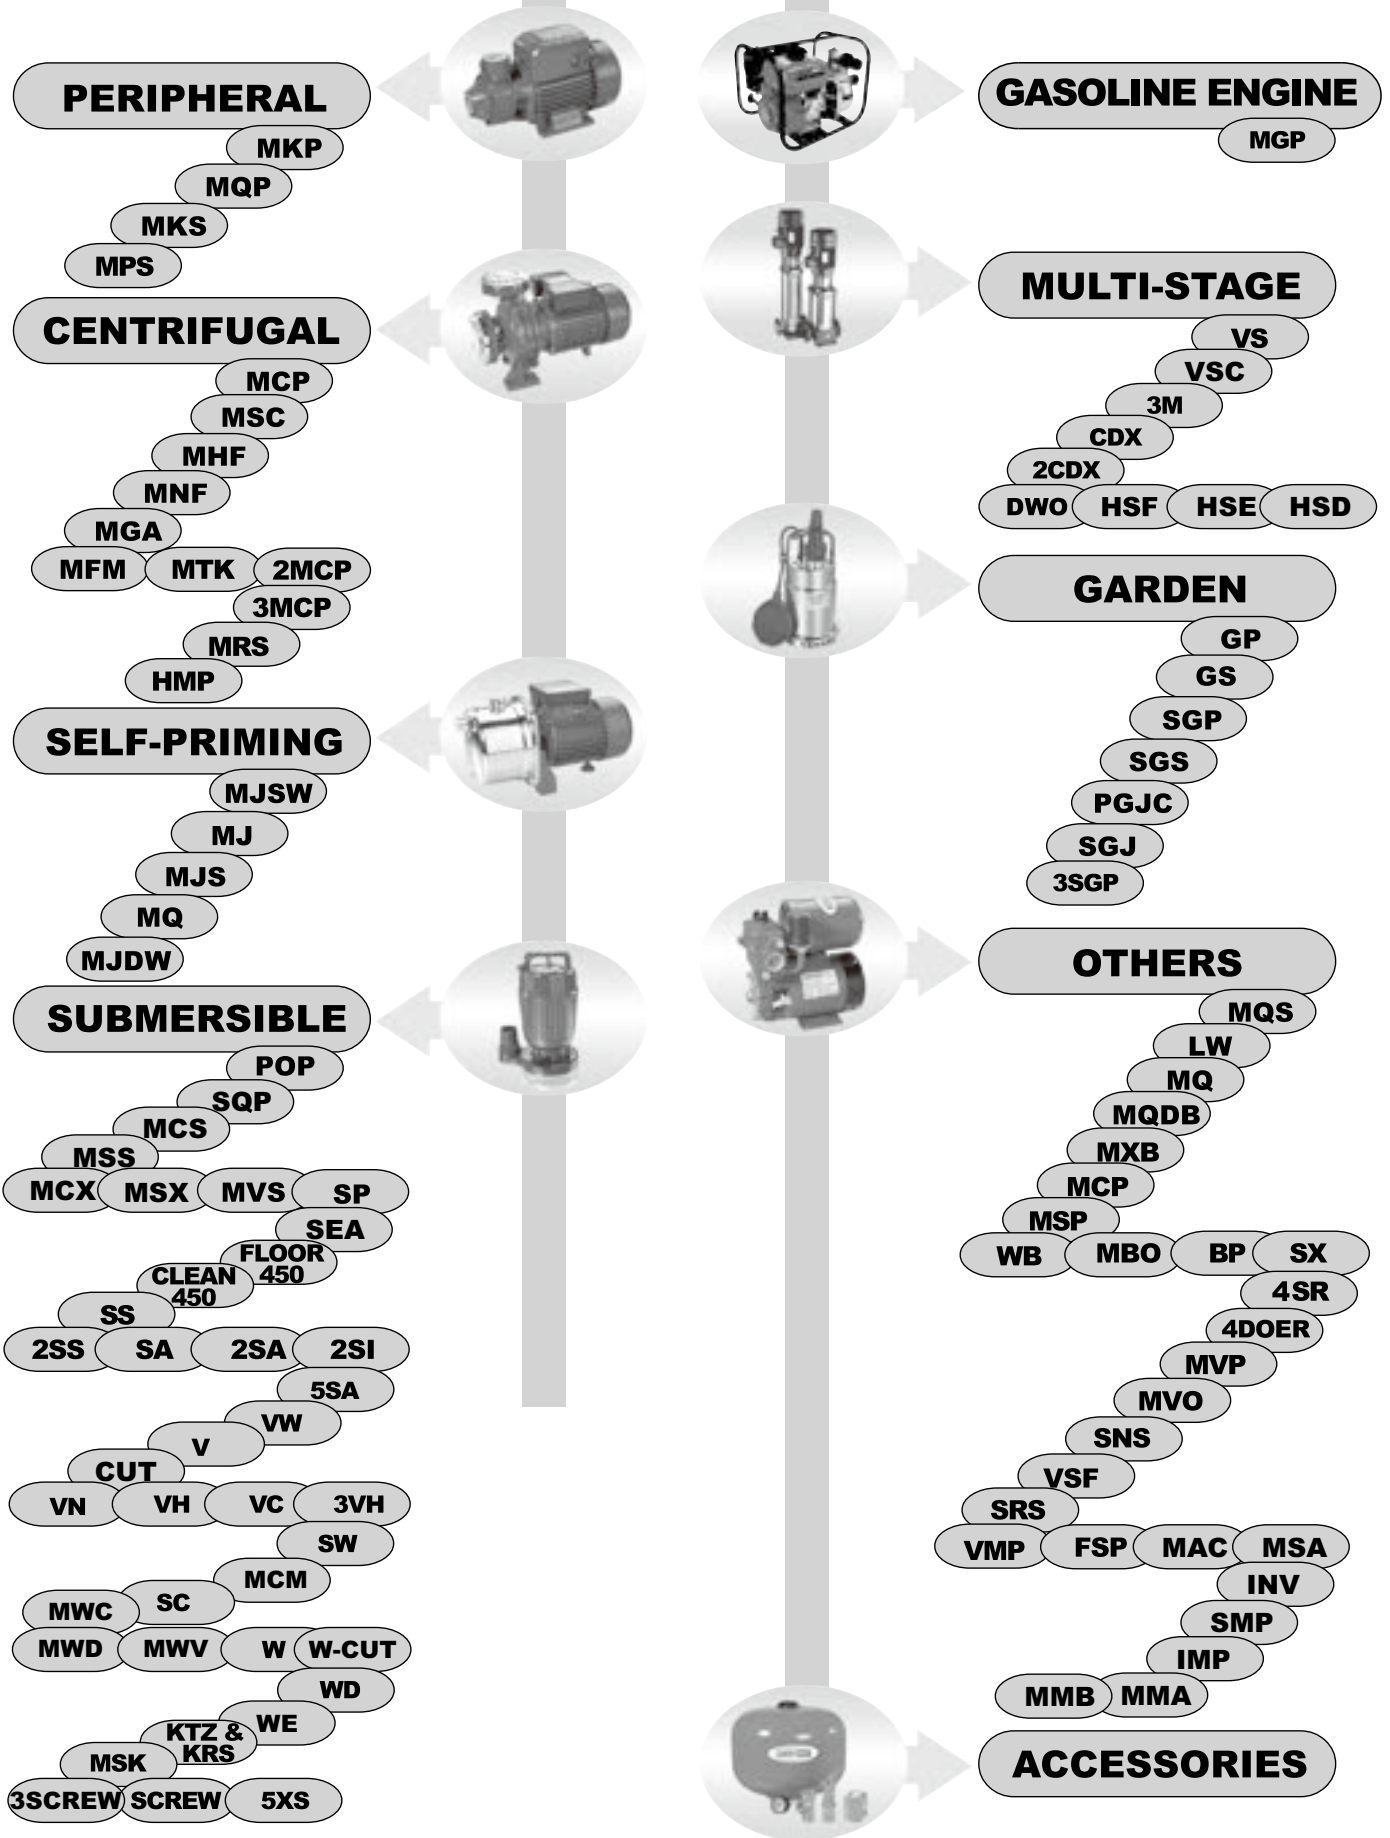 PERIPHERAL
MKP
MQP
MKS
MPS
CENTRIFUGAL
MCP
MSC
MHF
MNF
MGA
MFM
MTK
2MCP
3MCP
MRS
HMP
SELF-PRIMING
MJSW
MJ
MJS
MQ
MJDW
SUBMERSIBLE
POP
SQP
MCS
MSS
MCX
MSX
MVS
SP
SEA
FLOOR
450
CLEAN
450
SS
2SS
SA
2SA
2SI
5SA
VW
V
CUT
VN
VH
VC
3VH
SW
MCM
SC
MWC
MWD
MWV
W
W-CUT
WD
WE
KTZ &
KRS
MSK
3SCREW
SCREW
5XS
GASOLINE ENGINE
MGP
MULTI-STAGE
VS
VSC
3M
CDX
2CDX
DWO
HSF
HSE
HSD
GARDEN
GP
GS
SGP
SGS
PGJC
SGJ
3SGP
OTHERS
MQS
LW
MQ
MQDB
MXB
MCP
MSP
WB
MBO
BP
SX
4SR
4DOER
MVP
MVO
SNS
VSF
SRS
VMP
FSP
MAC
MSA
INV
SMP
IMP
MMB
MMA
ACCESSORIES